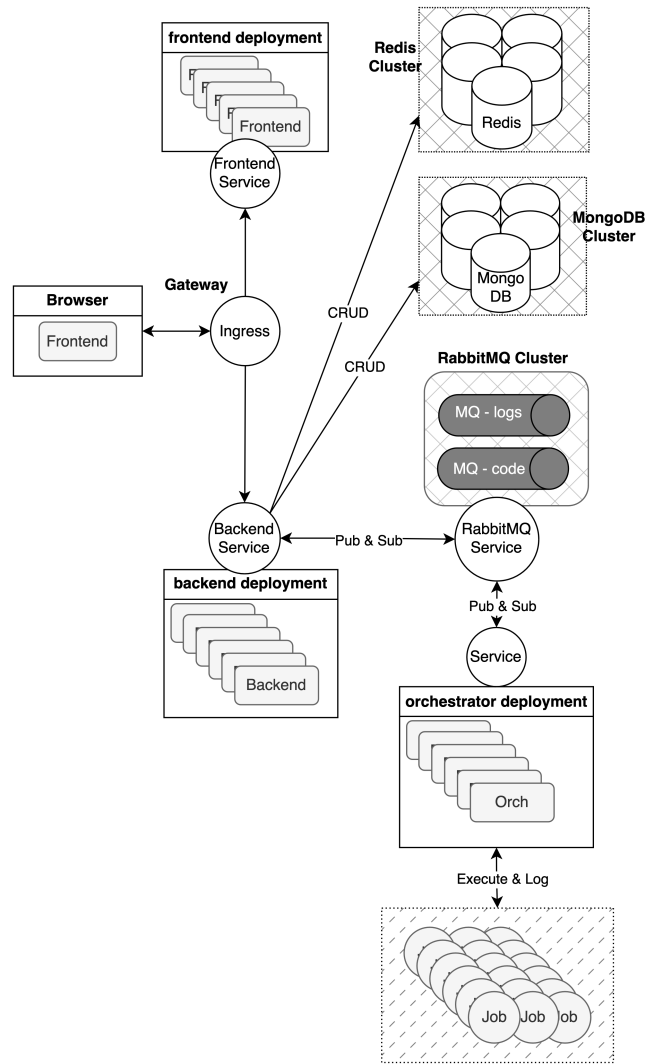 frontend deployment
Frontend
Frontend
Service
Redis
Cluster
Redis
MongoDB
Cluster
Mongo
DB
Gateway
Browser
Frontend
Ingress
CRUD
CRUD
RabbitMQ Cluster
MQ - logs
MQ - code
Backend
Service
Pub & Sub
RabbitMQ
Service
backend deployment
Backend
Pub & Sub
Service
orchestrator deployment
Orch
Execute & Log
Job
Job
ob